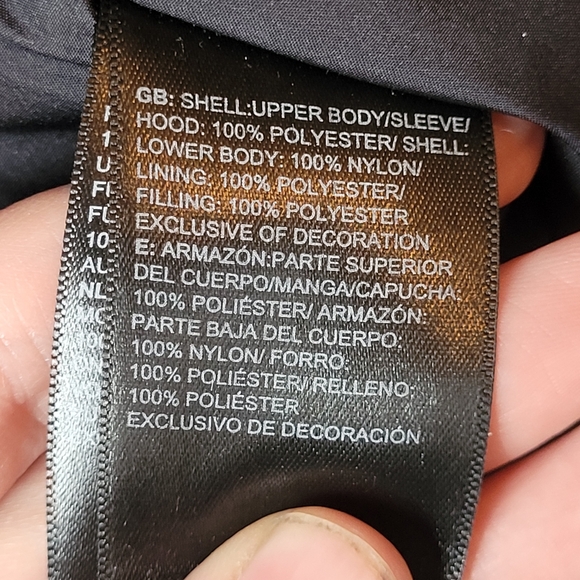 GB: SHELL:UPPER BODY/SLEEVE/
HOOD: 100% POLYESTER/ SHELL:
LOWER BODY: 100% NYLON/
LINING: 100% POLYESTER/
FILLING: 100% POLYESTER
EXCLUSIVE OF DECORATION
E: ARMAZÓN:PARTE SUPERIOR
DEL CUERPO/MANGA/CAPUCHA:
100% POLIÉSTER/ ARMAZÓN:
PARTE BAJA DEL CUERPO:
100% NYLON/ FORRO:
100% POLIÉSTER/ RELLENO:
100% POLIÉSTER
EXCLUSIVO DE DECORACIÓN